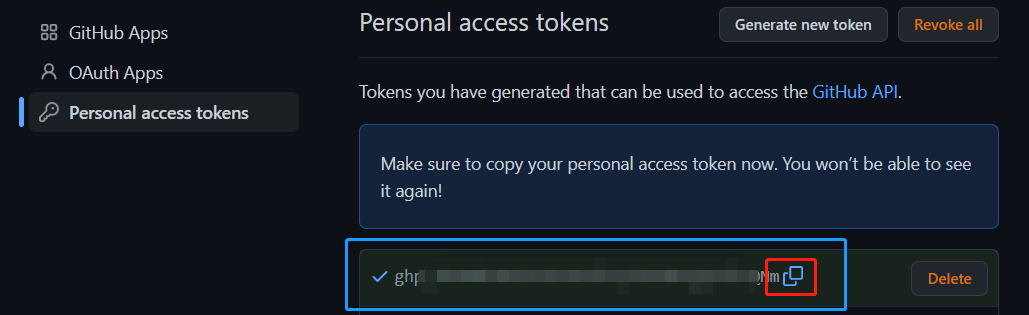 Personal access tokens
Generate new token
Revoke all
GitHub Apps
OAuth Apps
Personal access tokens
Tokens you have generated that can be used to access the GitHub API.
Make sure to copy your personal access token now. You won’t be able to see
it again!
Delete